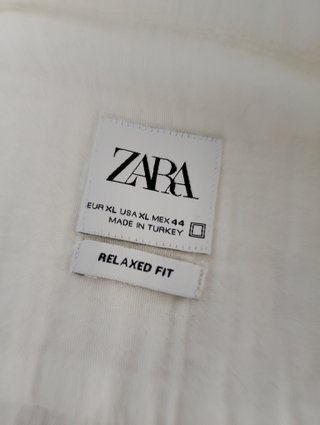 ZARA
EUR XL USA XL MEX 44
MADE IN TURKEY
RELAXED FIT